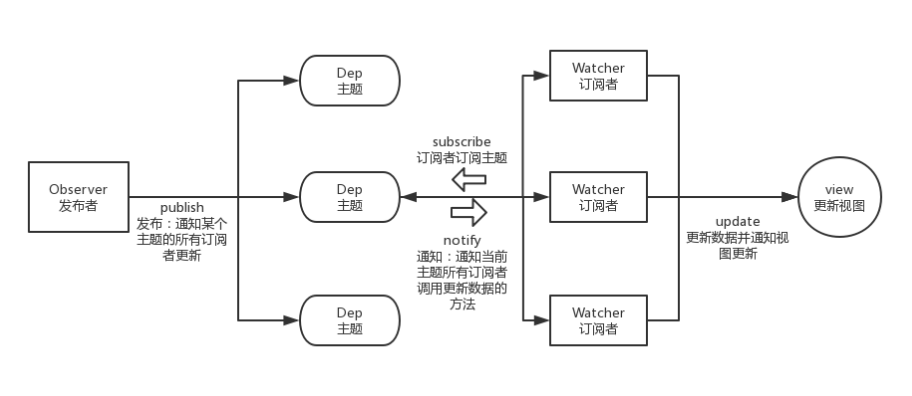 Observer
发布者
publish
发布：通知某个
主题的所有订阅
者更新
Dep
主题
Dep
主题
Dep
主题
subscribe
订阅者订阅主题
notify
通知：通知当前
主题所有订阅者
调用更新数据的
方法
Watcher
订阅者
Watcher
订阅者
Watcher
订阅者
update
更新数据并通知视
图更新
view
更新视图